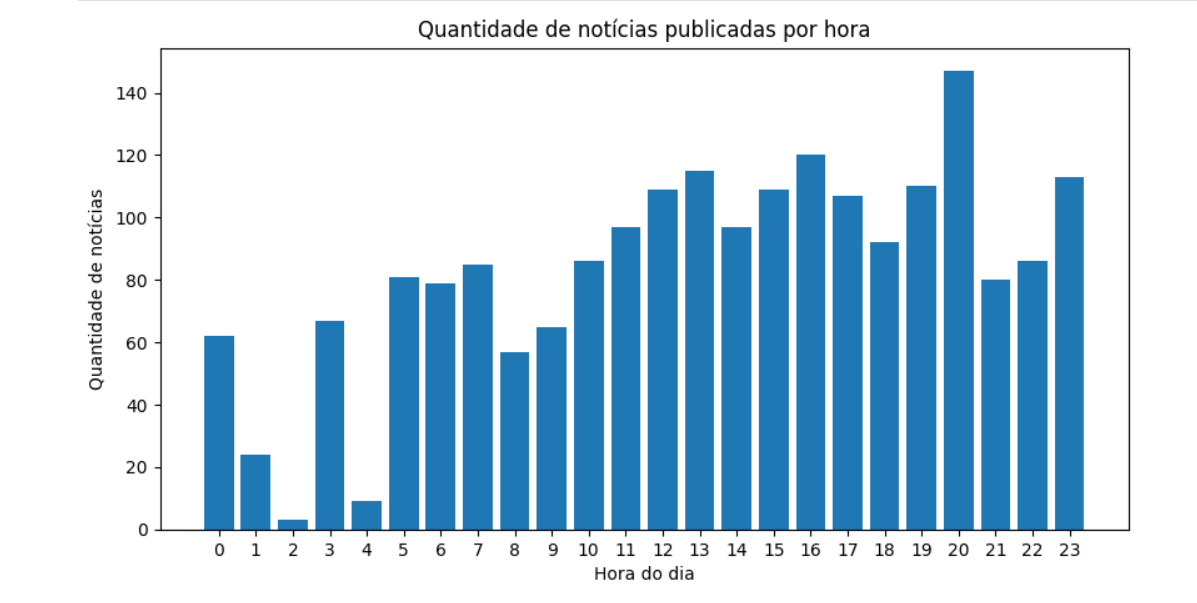 Quantidade de notícias publicadas por hora
Quantidade de notícias
140
120
100
80
60
40
20
0
0 1 2 3 4 5 6 7 8 9 10 11 12 13 14 15 16 17 18 19 20 21 22 23
Hora do dia